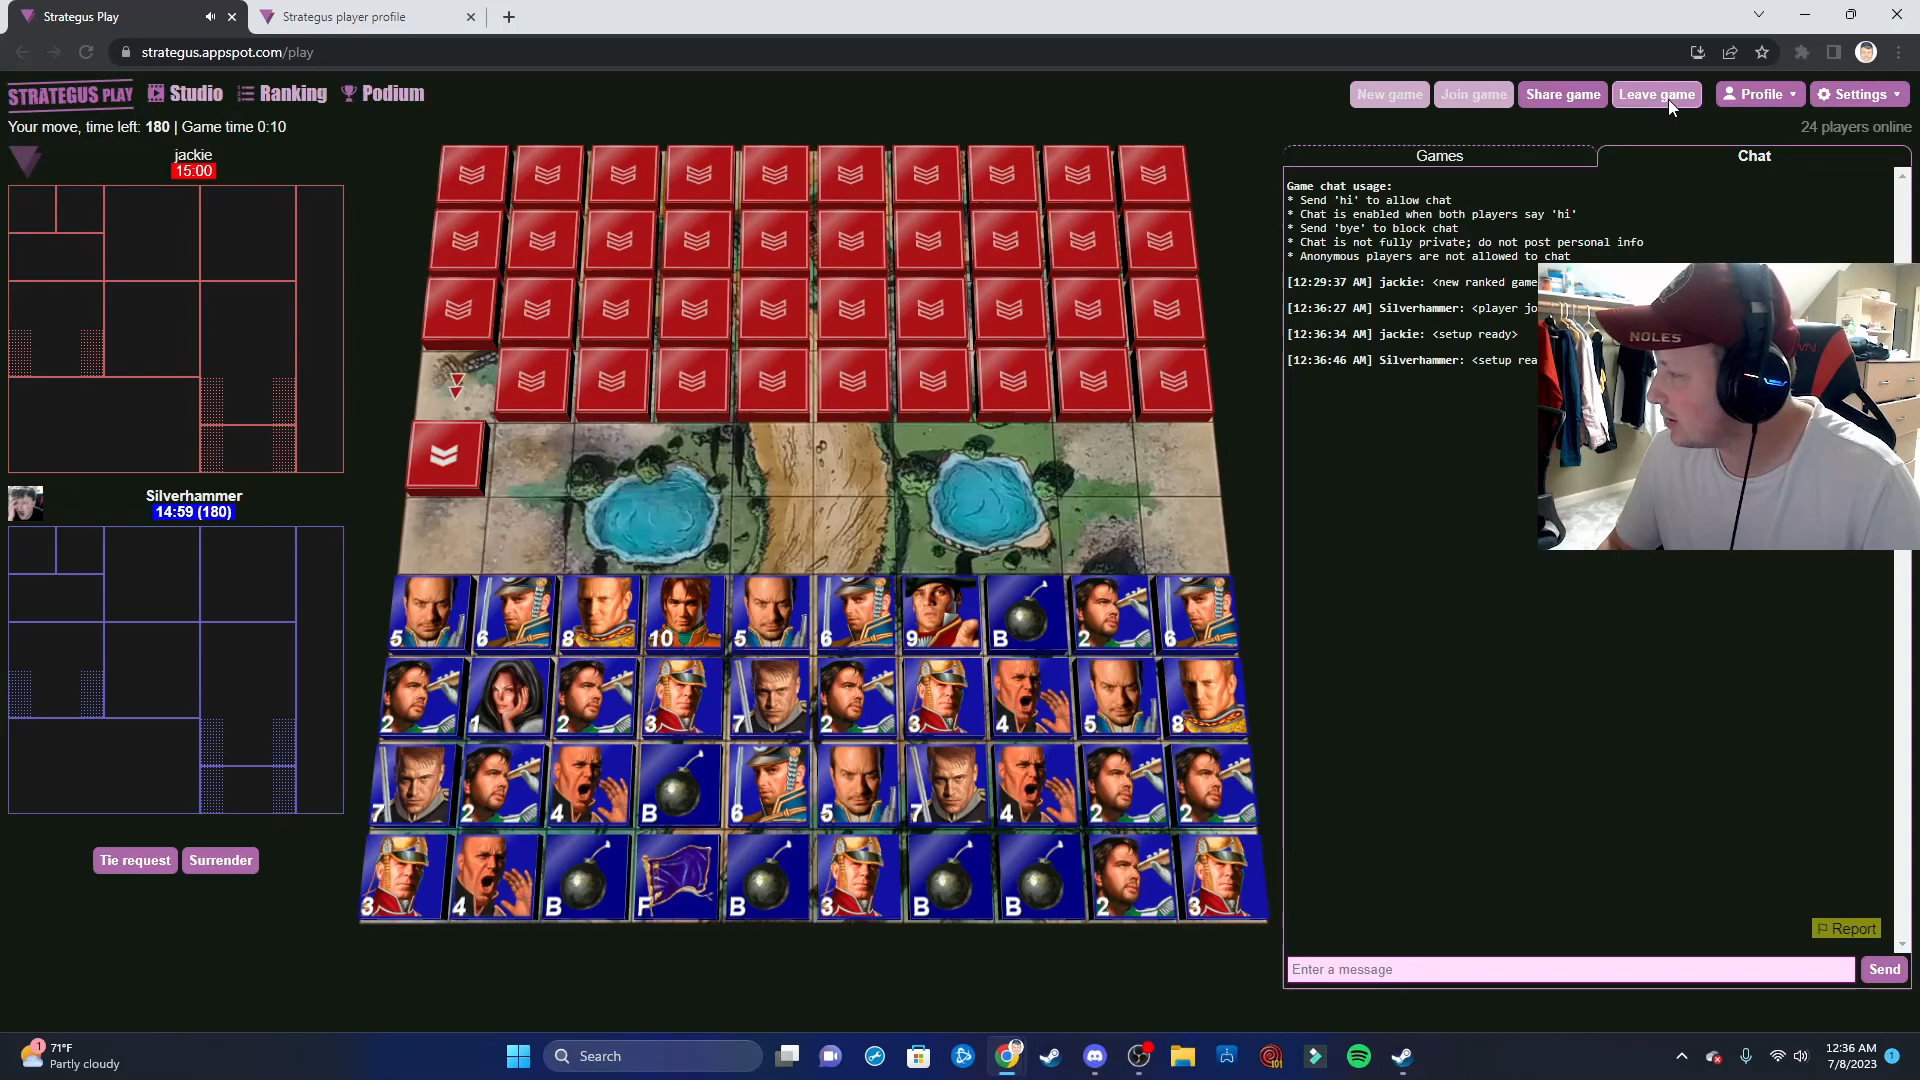 Strategus Play
Strategus player profile
strategus.appspot.com/play
STRATEGUS PLAY
Studio
Ranking
Podium
New game
Join game
Share game
Leave game
Profile
Settings
Your move, time left: 180 | Game time 0:10
24 players online
jackie
15:00
Silverhammer
14:59 (180)
Tie request
Surrender
5 6 8 10 5 6 9 B 2 6
2 1 2 3 7 2 3 4 5 8
7 2 4 B 6 5 7 4 2 2
3 4 B F B 3 B B 2 3
Games
Chat
Game chat usage:
* Send 'hi' to allow chat
* Chat is enabled when both players say 'hi'
* Send 'bye' to block chat
* Chat is not fully private; do not post personal info
* Anonymous players are not allowed to chat
[12:29:37 AM] jackie: <new ranked game
[12:36:27 AM] Silverhammer: <player jo
[12:36:34 AM] jackie: <setup ready>
[12:36:46 AM] Silverhammer: <setup rea
NOLES
Report
Enter a message
Send
1
71°F
Partly cloudy
Search
101
12:36 AM
7/8/2023
1